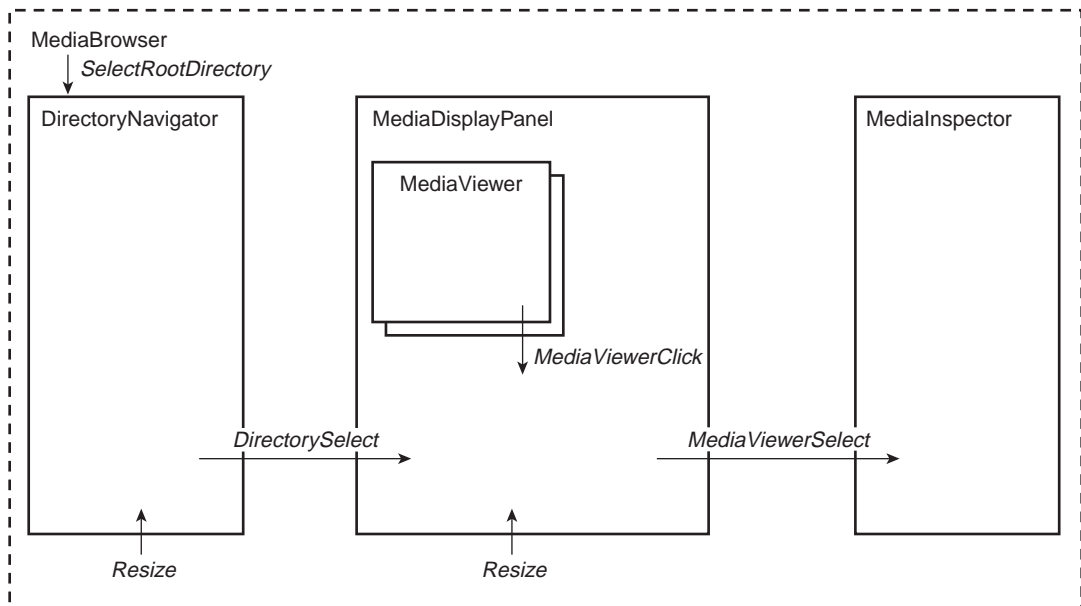 MediaBrowser
SelectRootDirectory
DirectoryNavigator
MediaDisplayPanel
MediaInspector
MediaViewer
MediaViewerClick
DirectorySelect
MediaViewerSelect
Resize
Resize